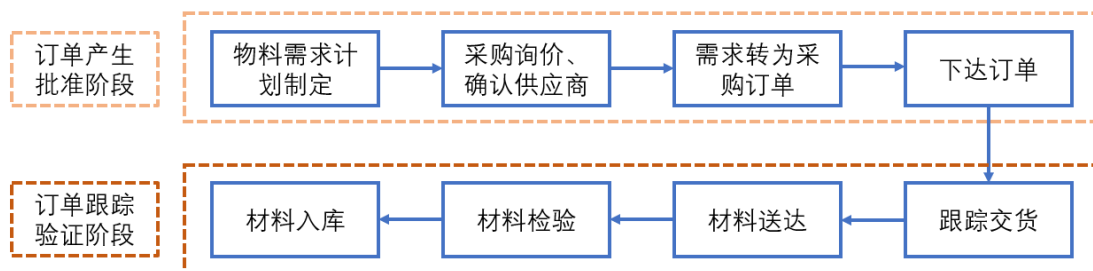 订单产生
批准阶段
物料需求计
划制定
采购询价、
确认供应商
需求转为采
购订单
下达订单
订单跟踪
验证阶段
材料入库
材料检验
材料送达
跟踪交货